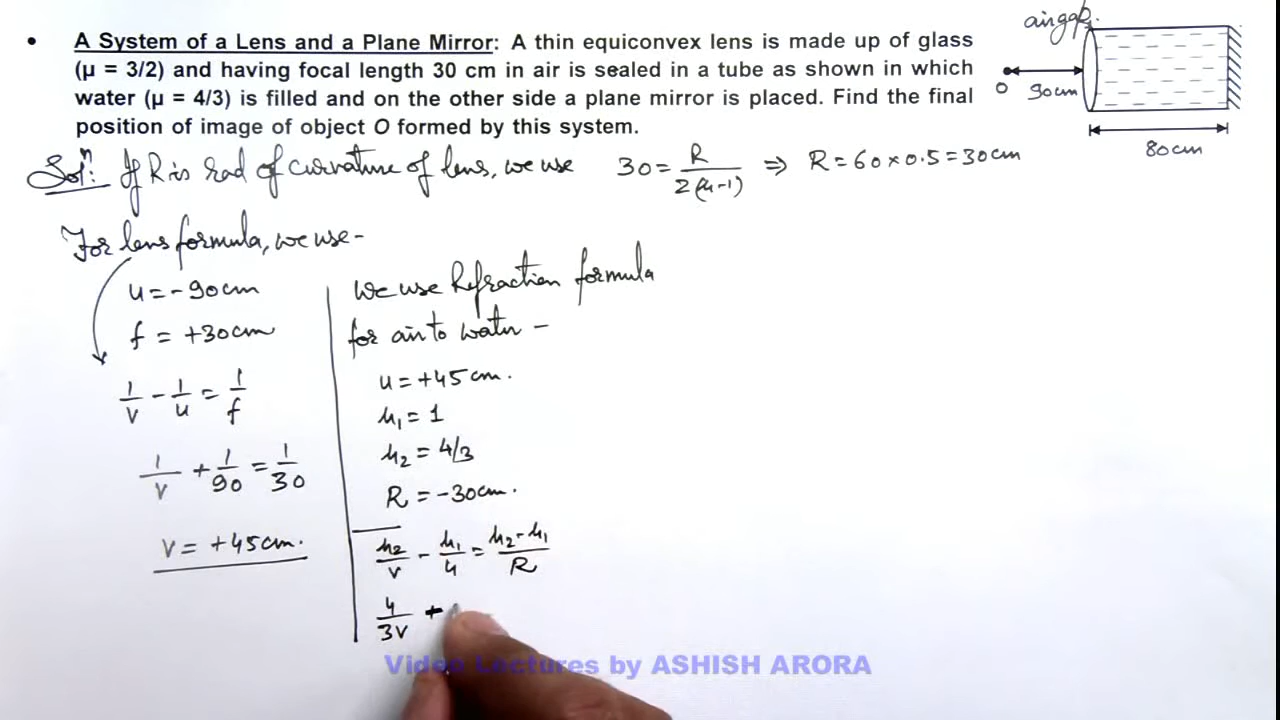 • A System of a Lens and a Plane Mirror: A thin equiconvex lens is made up of glass
(μ = 3/2) and having focal length 30 cm in air is sealed in a tube as shown in which
water (μ = 4/3) is filled and on the other side a plane mirror is placed. Find the final
position of image of object O formed by this system.
airgap.
O
90cm
80cm
Solⁿ: If R is rad of curvature of lens, we use 30 = R / 2(μ-1) ⇒ R = 60 × 0.5 = 30cm
For lens formula, we use-
u = -90cm
f = +30cm
1/v - 1/u = 1/f
1/v + 1/90 = 1/30
v = +45cm.
We use Refraction formula
for air to water -
u = +45cm.
μ₁ = 1
μ₂ = 4/3
R = -30cm.
μ₂/v - μ₁/u = μ₂-μ₁/R
4/3v -
Video Lectures by ASHISH ARORA